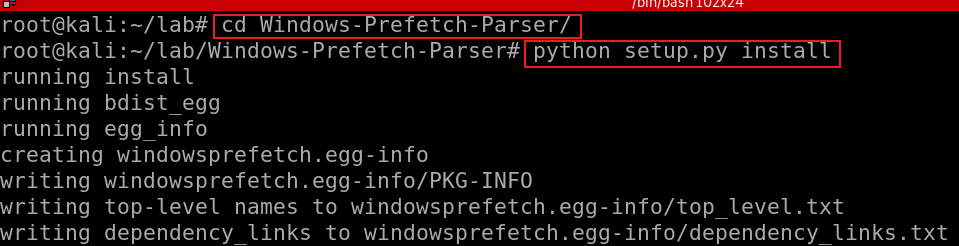 /bin/bash 102x24
root@kali:~/lab# cd Windows-Prefetch-Parser/
root@kali:~/lab/Windows-Prefetch-Parser# python setup.py install
running install
running bdist_egg
running egg_info
creating windowsprefetch.egg-info
writing windowsprefetch.egg-info/PKG-INFO
writing top-level names to windowsprefetch.egg-info/top_level.txt
writing dependency_links to windowsprefetch.egg-info/dependency_links.txt